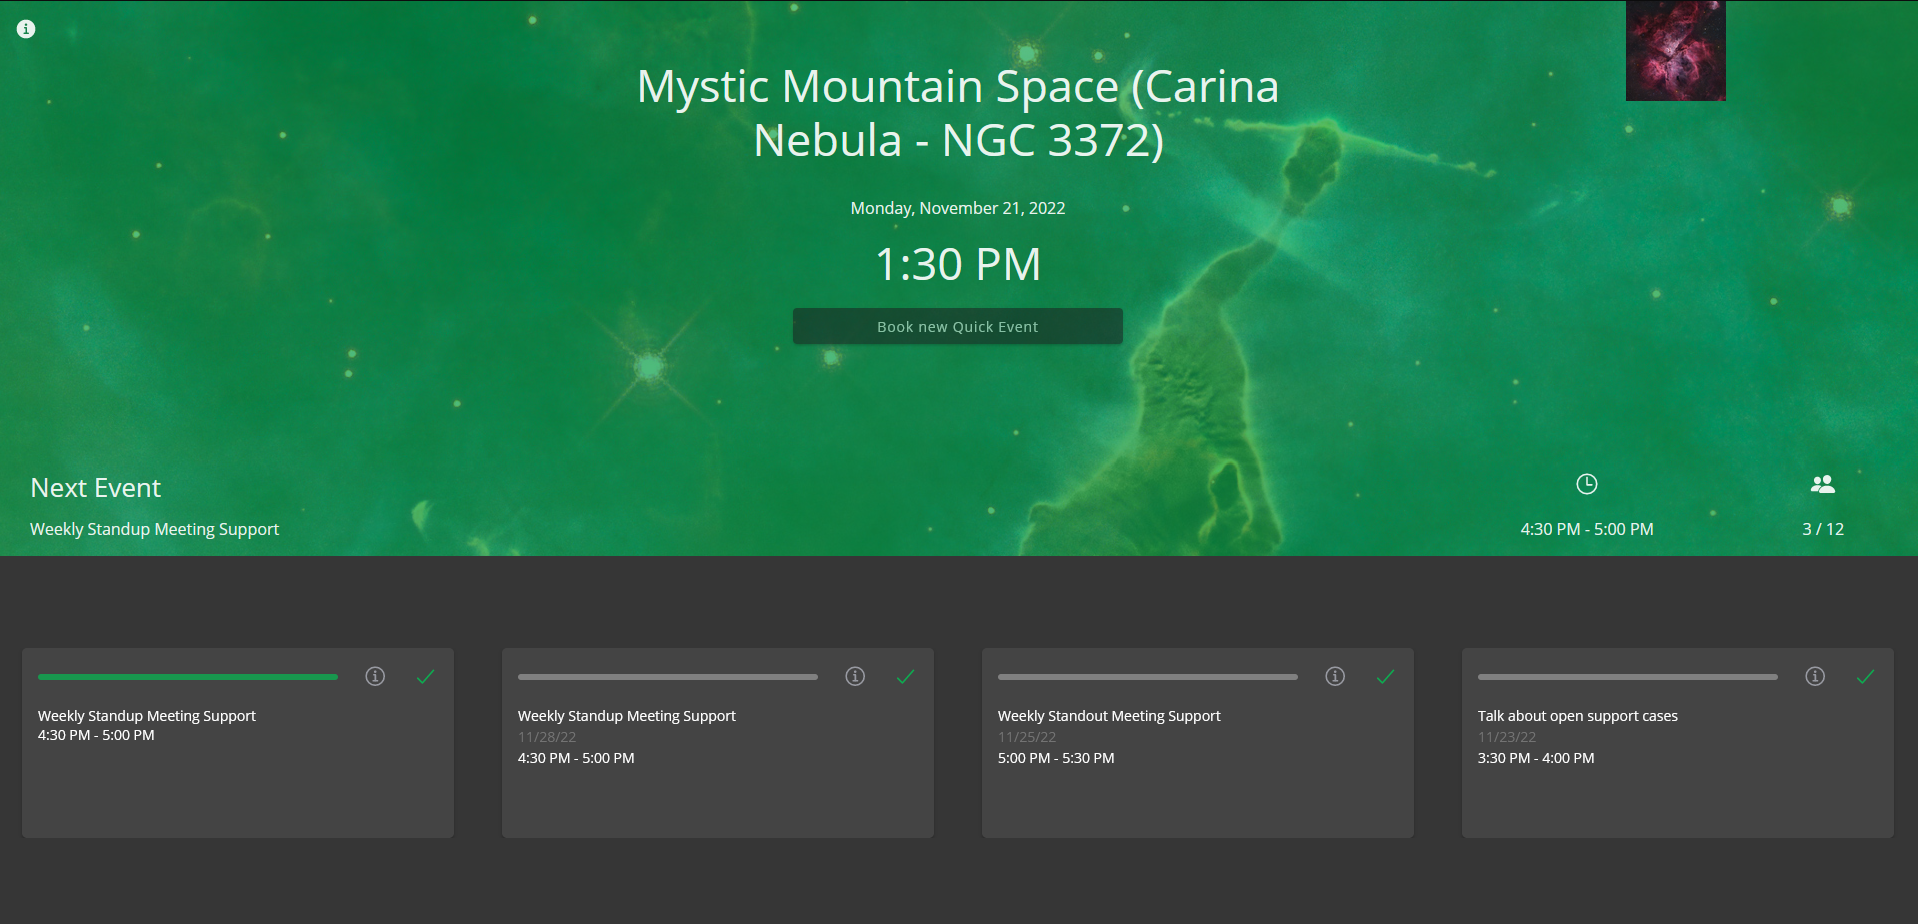 Mystic Mountain Space (Carina
Nebula - NGC 3372)
Monday, November 21, 2022
1:30 PM
Book new Quick Event
Next Event
Weekly Standup Meeting Support
4:30 PM - 5:00 PM
3 / 12
Weekly Standup Meeting Support
4:30 PM - 5:00 PM
Weekly Standup Meeting Support
11/28/22
4:30 PM - 5:00 PM
Weekly Standout Meeting Support
11/25/22
5:00 PM - 5:30 PM
Talk about open support cases
11/23/22
3:30 PM - 4:00 PM